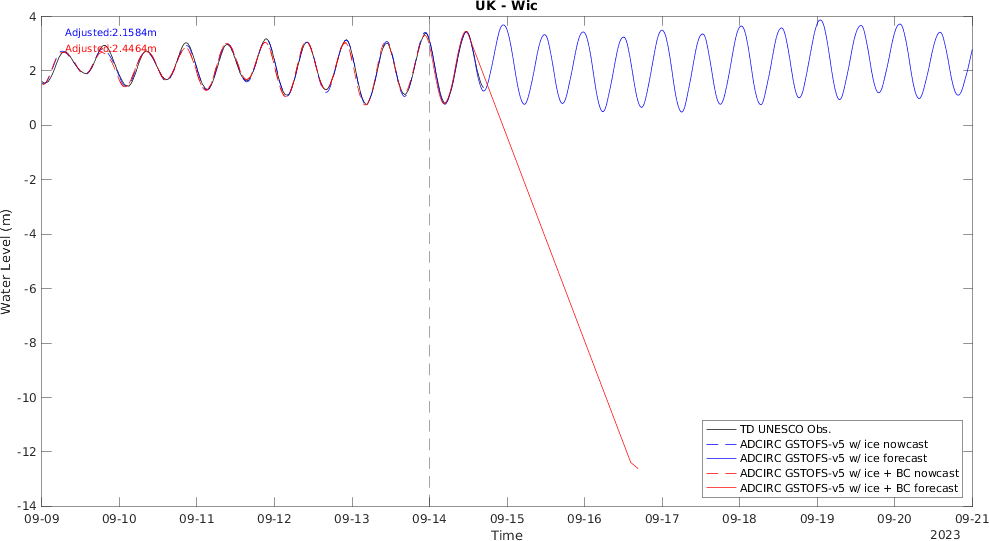 UK - Wic
Adjusted:2.1584m
Adjusted:2.4464m
4
2
0
-2
-4
-6
-8
-10
-12
-14
Water Level (m)
TD UNESCO Obs.
ADCIRC GSTOFS-v5 w/ ice nowcast
ADCIRC GSTOFS-v5 w/ ice forecast
ADCIRC GSTOFS-v5 w/ ice + BC nowcast
ADCIRC GSTOFS-v5 w/ ice + BC forecast
09-09 09-10 09-11 09-12 09-13 09-14 09-15 09-16 09-17 09-18 09-19 09-20 09-21
Time
2023